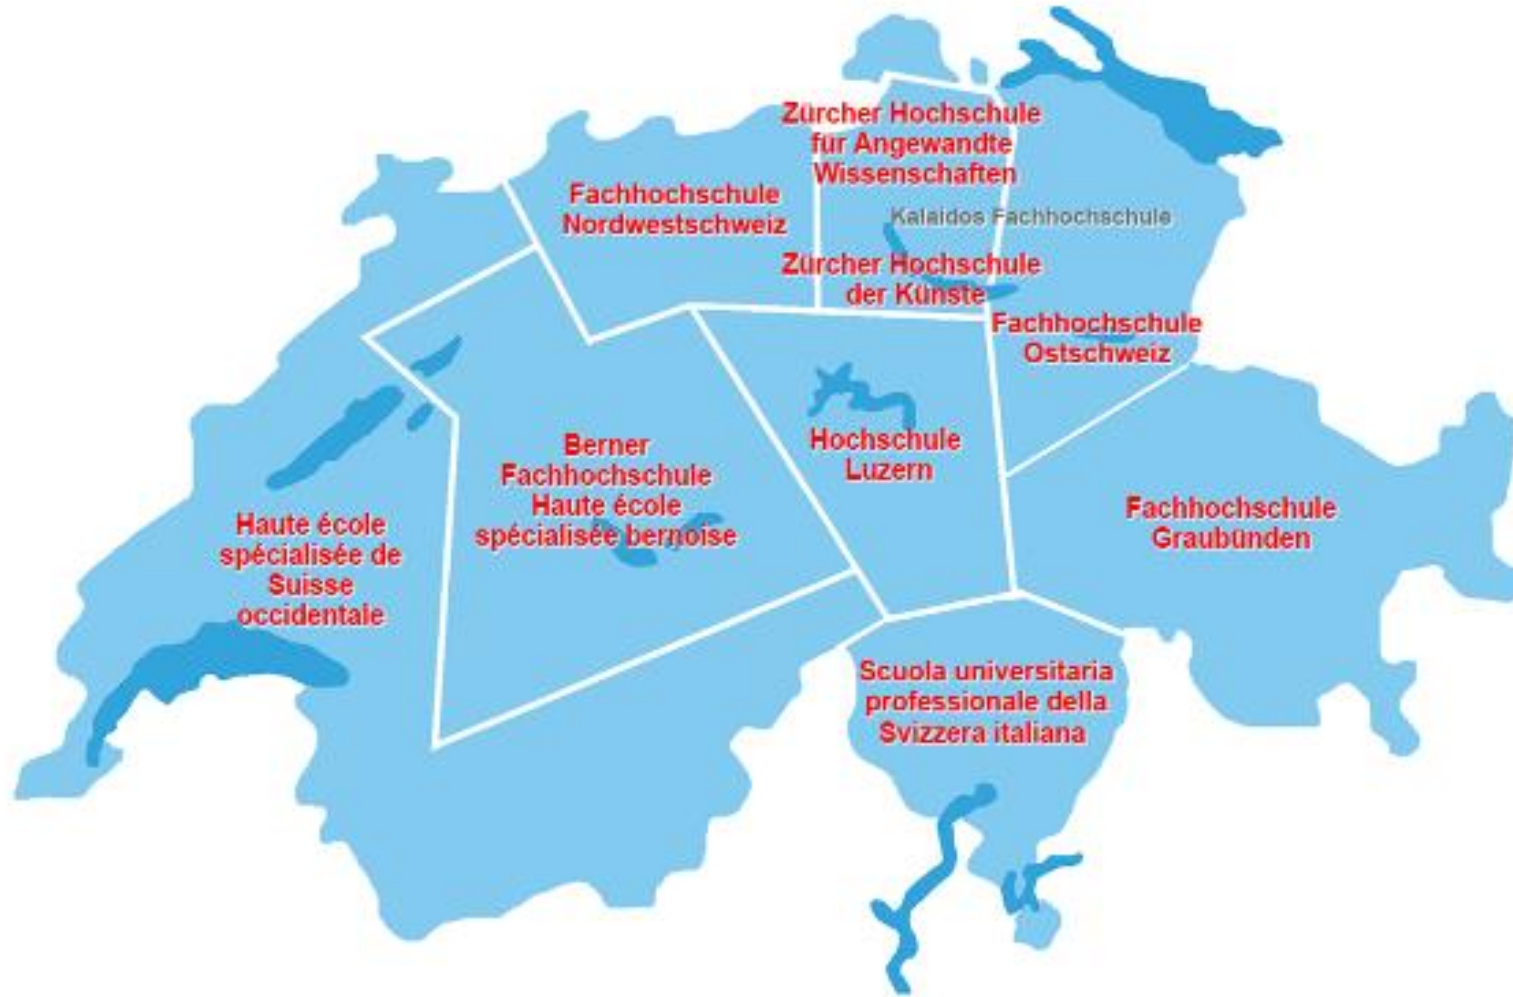 Zürcher Hochschule
für Angewandte
Wissenschaften
Fachhochschule
Nordwestschweiz
Kalaidos Fachhochschule
Zürcher Hochschule
der Künste
Fachhochschule
Ostschweiz
Berner
Fachhochschule
Haute école
spécialisée bernoise
Hochschule
Luzern
Haute école
spécialisée de
Suisse
occidentale
Fachhochschule
Graubünden
Scuola universitaria
professionale della
Svizzera italiana